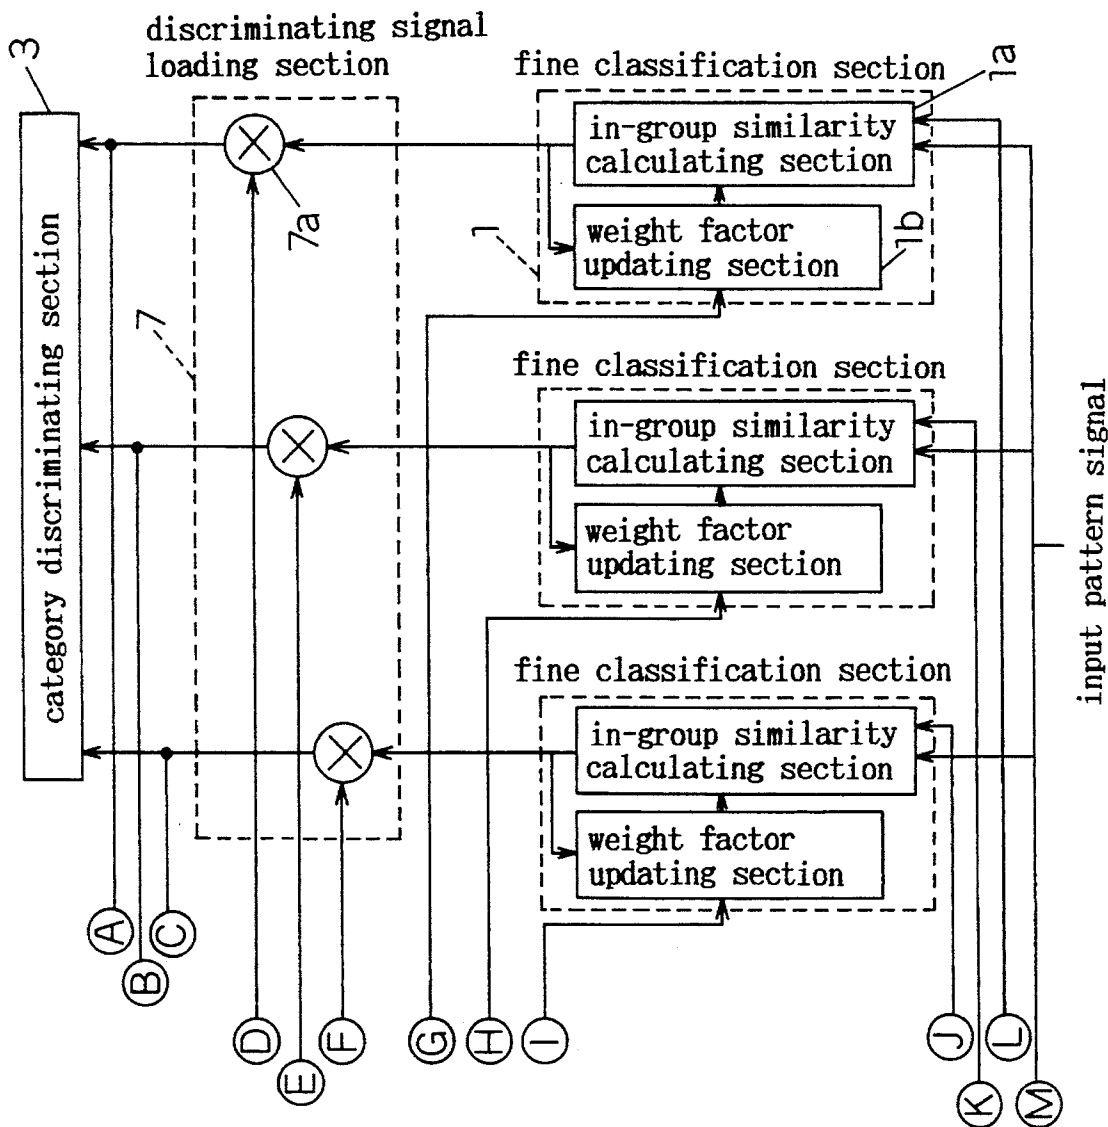 3
discriminating signal
loading section
category discriminating section
7
7a
fine classification section
1a
in-group similarity
calculating section
1
weight factor
updating section
1b
fine classification section
in-group similarity
calculating section
weight factor
updating section
fine classification section
in-group similarity
calculating section
weight factor
updating section
input pattern signal
A
B
C
D
E
F
G
H
I
J
K
L
M